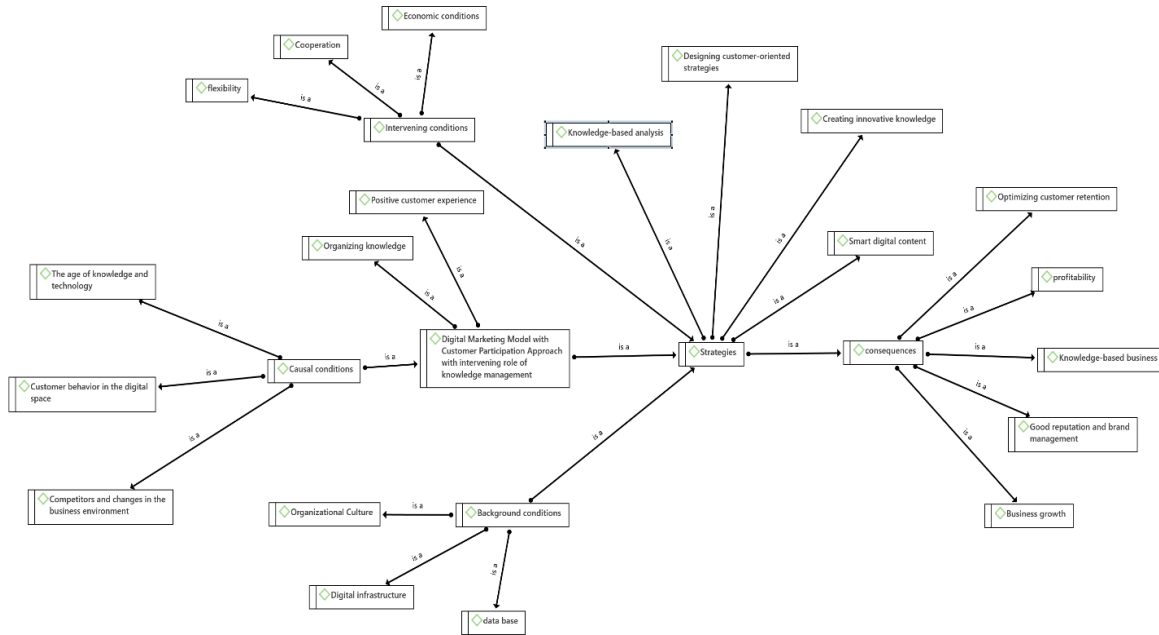 Economic conditions
Cooperation
flexibility
is a
is a
is a
Intervening conditions
Designing customer-oriented
strategies
Creating innovative knowledge
Knowledge-based analysis
Positive customer experience
Organizing knowledge
is a
is a
is a
is a
is a
is a
is a
Smart digital content
Optimizing customer retention
profitability
Knowledge-based business
Good reputation and brand
management
Business growth
is a
is a
is a
is a
is a
The age of knowledge and
technology
Customer behavior in the digital
space
Competitors and changes in the
business environment
is a
is a
is a
Causal conditions
is a
Digital Marketing Model with
Customer Participation Approach
with intervening role of
knowledge management
is a
Strategies
is a
consequences
is a
Organizational Culture
is a
Background conditions
is a
is a
Digital infrastructure
data base